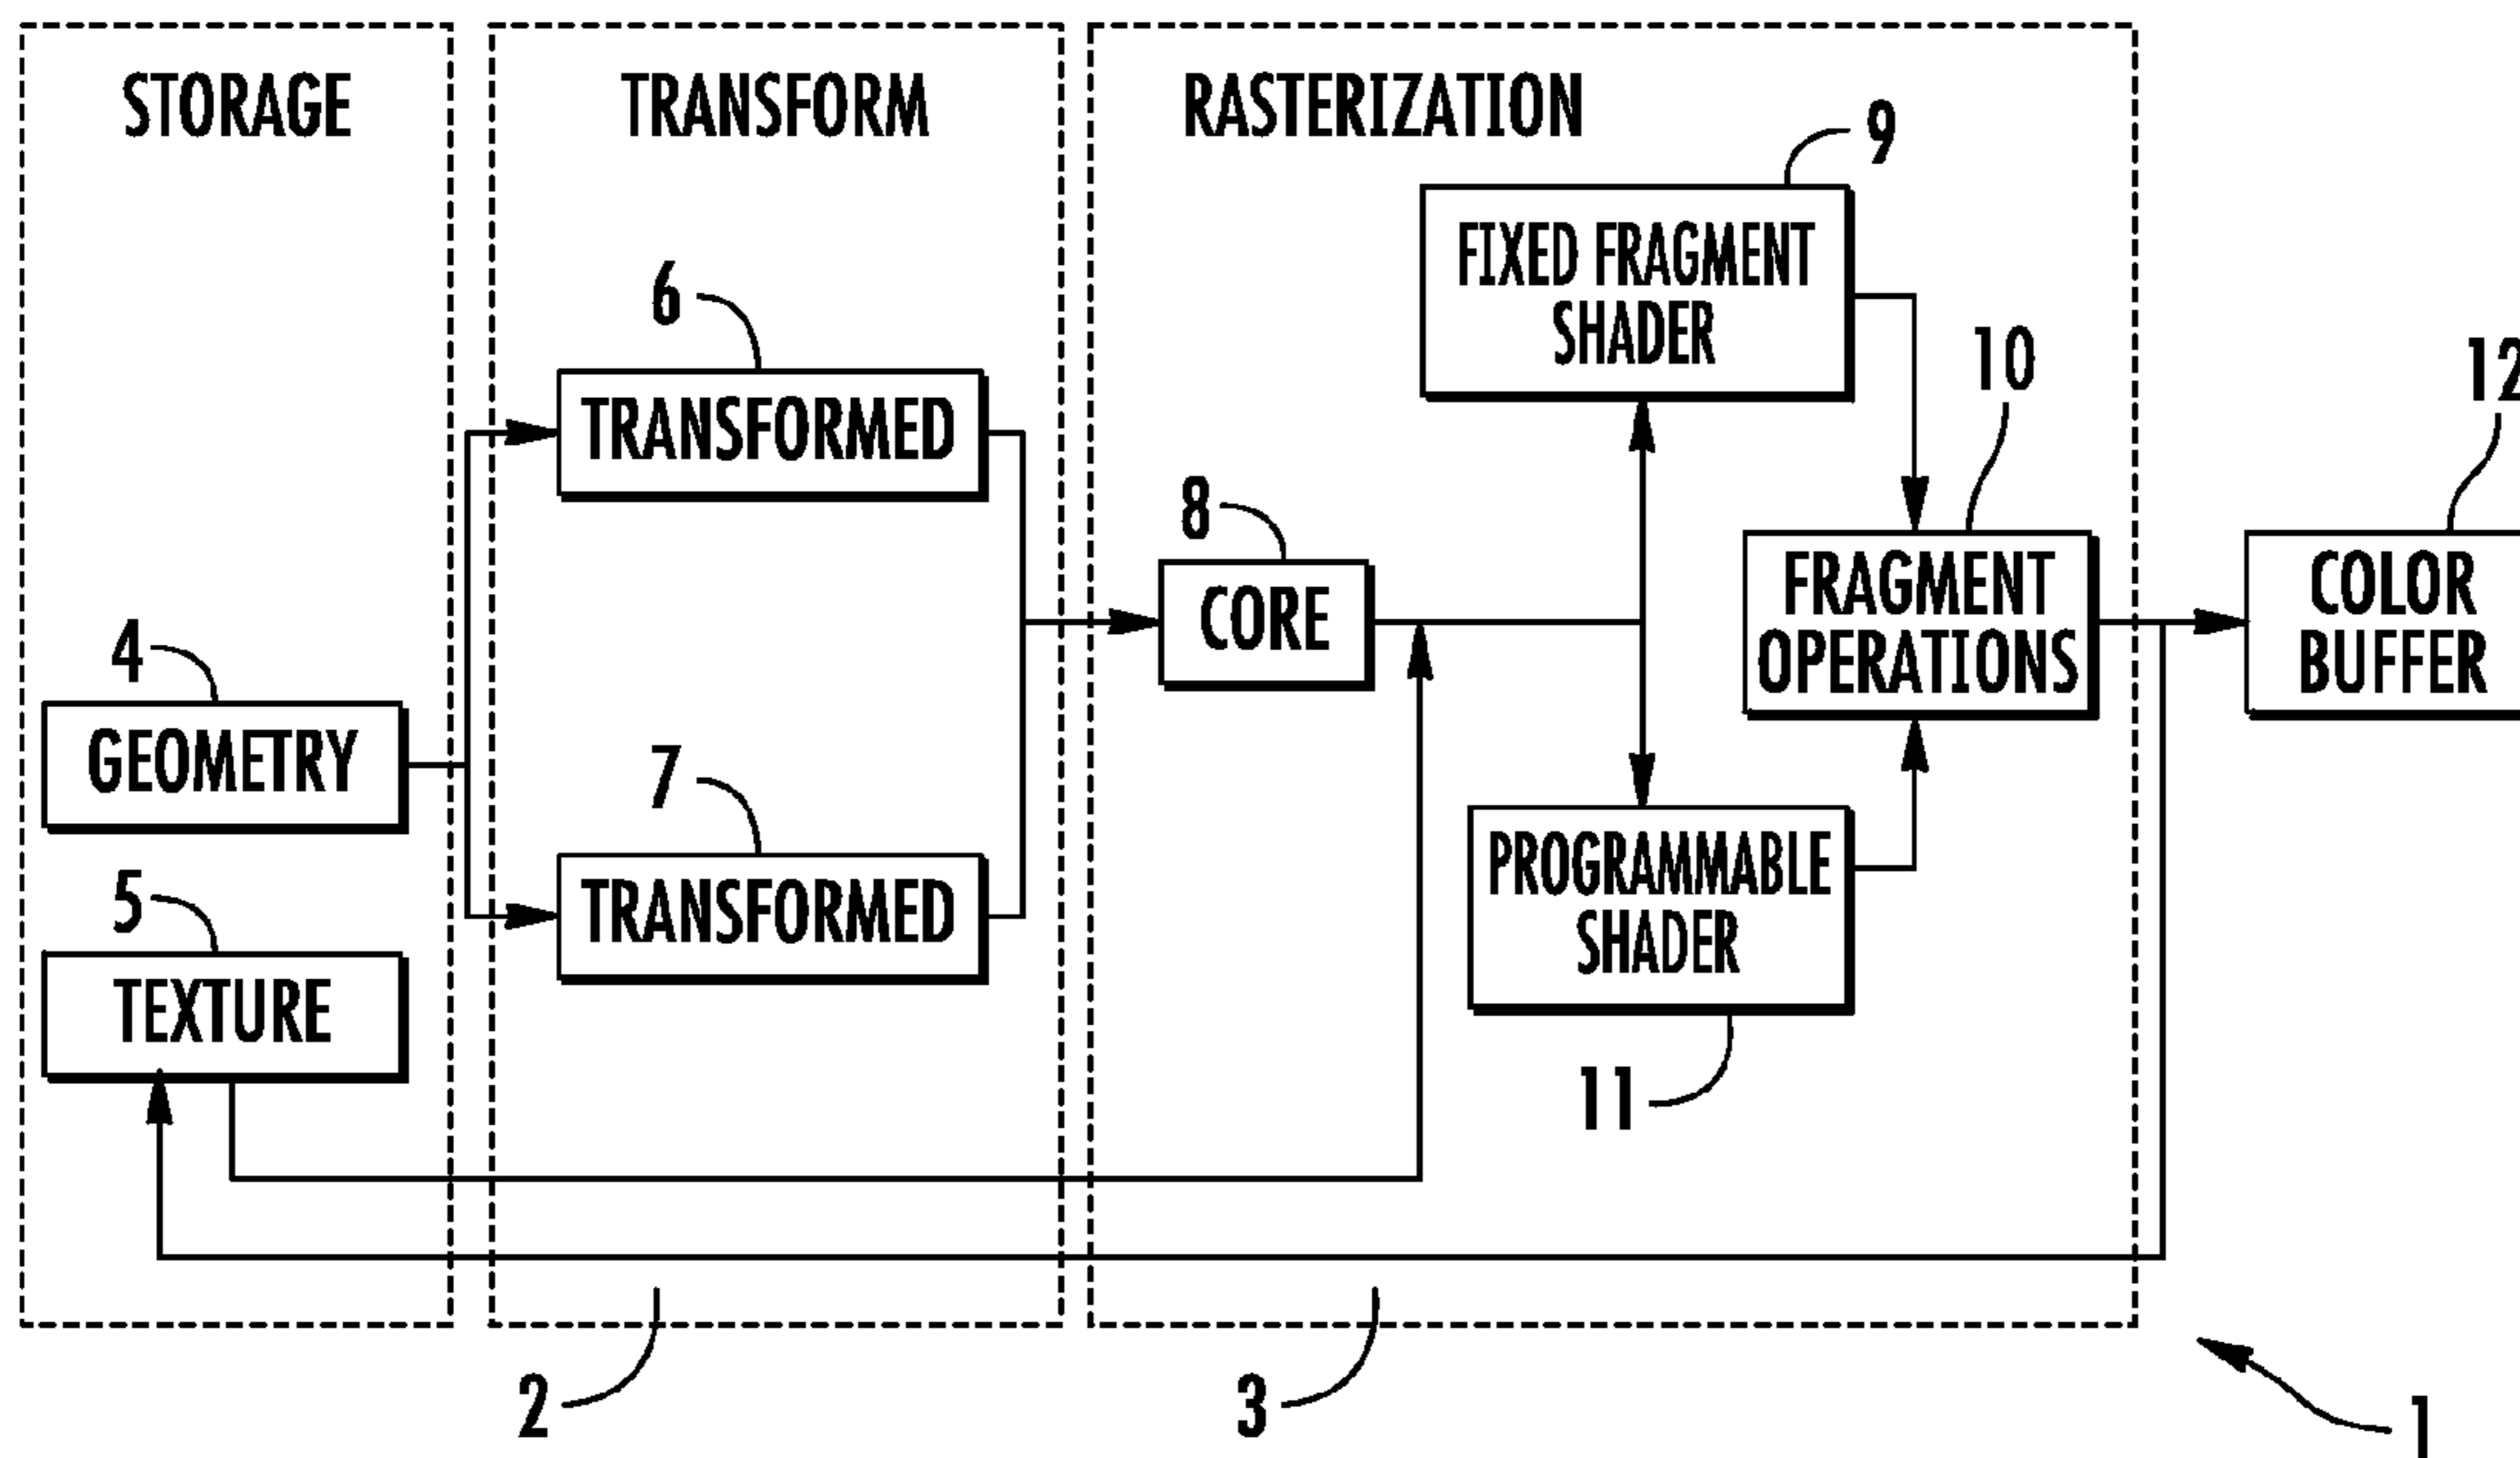 STORAGE
TRANSFORM
RASTERIZATION
9
FIXED FRAGMENT
SHADER
6
TRANSFORMED
10
12
8
CORE
FRAGMENT
OPERATIONS
COLOR
BUFFER
4
GEOMETRY
7
TRANSFORMED
PROGRAMMABLE
SHADER
5
TEXTURE
11
2
3
1